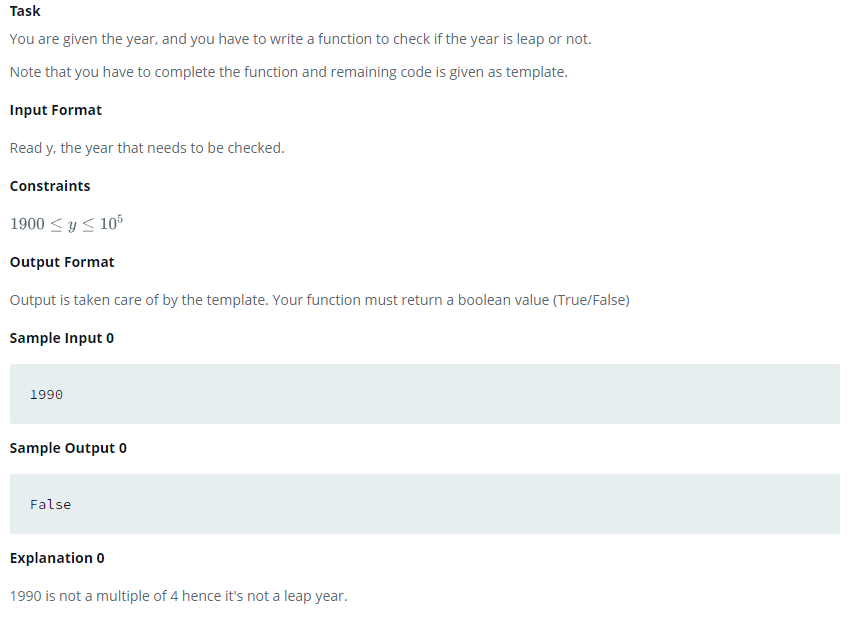 Task
You are given the year, and you have to write a function to check if the year is leap or not.
Note that you have to complete the function and remaining code is given as template.
Input Format
Read y, the year that needs to be checked.
Constraints
1900 ≤ y ≤ 10⁵
Output Format
Output is taken care of by the template. Your function must return a boolean value (True/False)
Sample Input 0
1990
Sample Output 0
False
Explanation 0
1990 is not a multiple of 4 hence it's not a leap year.